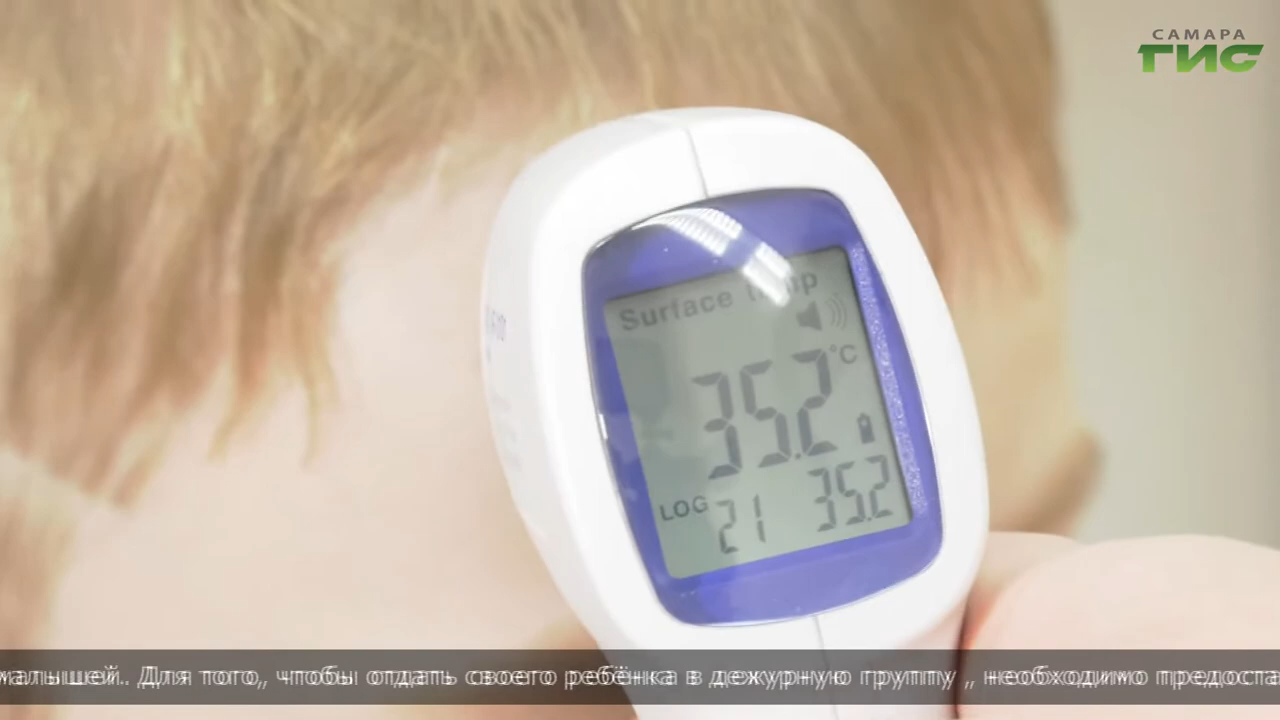 САМАРА
ГИС
Surface temp
°C
35.2
LOG 21 35.2
малышей. Для того, чтобы отдать своего ребёнка в дежурную группу , необходимо предоста